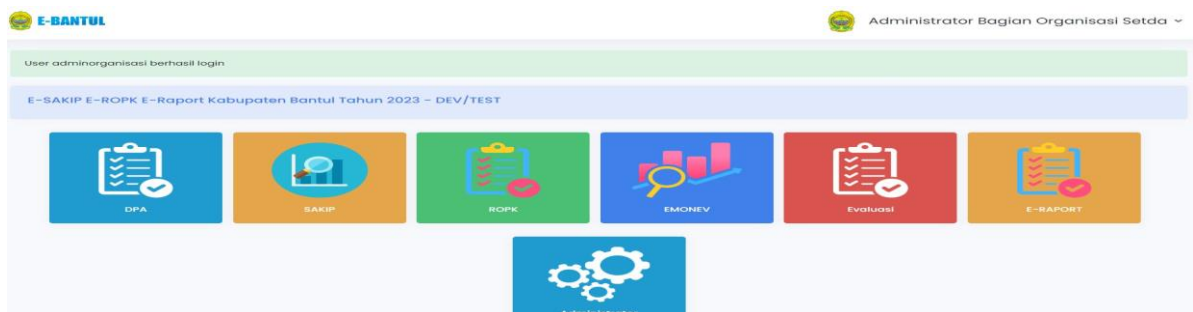 E-BANTUL
Administrator Bagian Organisasi Setda
User adminorganisasi berhasil login
E-SAKIP E-ROPK E-Raport Kabupaten Bantul Tahun 2023 - DEV/TEST
DPA
SAKIP
ROPK
EMONEV
Evaluasi
E-RAPORT